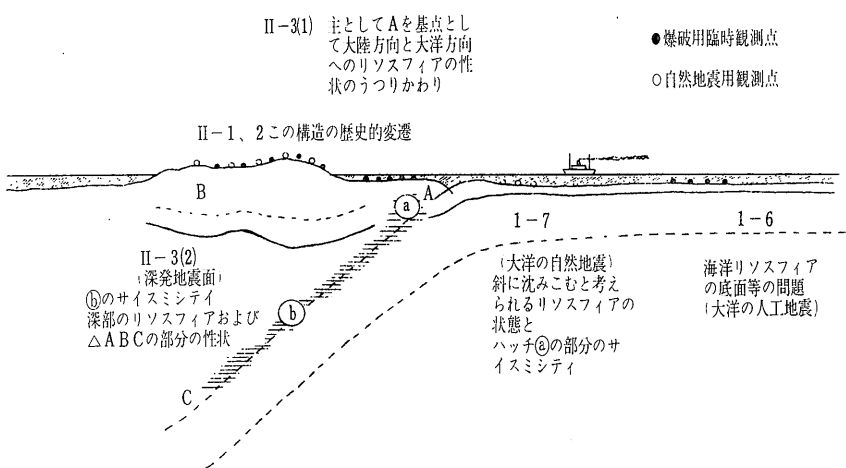 II-3(1) 主としてAを基点とし
て大陸方向と大洋方向
へのリソスフィアの性
状のうつりかわり
●爆破用臨時観測点
○自然地震用観測点
II-1、2この構造の歴史的変遷
B
A
ⓐ
1-7
1-6
II-3(2)
(深発地震面)
ⓑのサイスミシテイ
深部のリソスフィアおよび
△ABCの部分の性状
ⓑ
C
(大洋の自然地震)
斜に沈みこむと考え
られるリソスフィアの
状態と
ハッチⓐの部分のサ
イスミシティ
海洋リソスフィア
の底面等の問題
(大洋の人工地震)